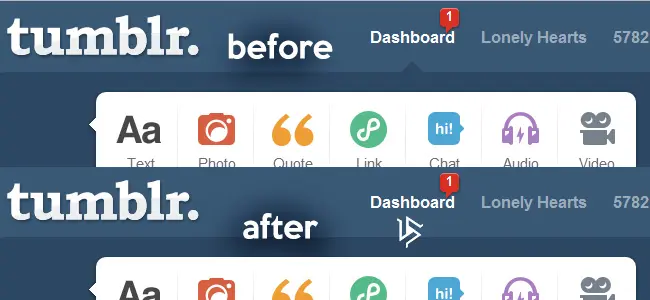 tumblr. before Dashboard 1 Lonely Hearts 5782
Aa hi!
Text Photo Quote Link Chat Audio Video
tumblr. after Dashboard 1 Lonely Hearts 5782
Aa hi!